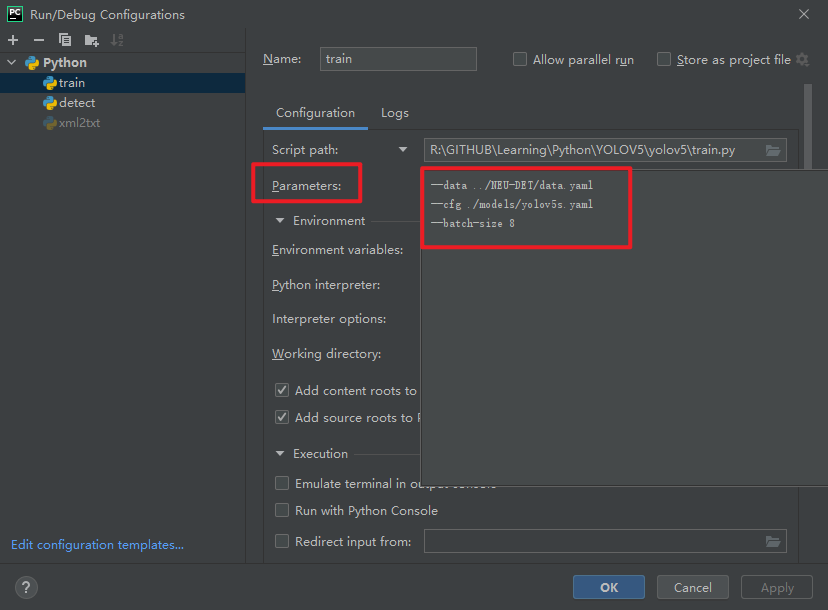 PC Run/Debug Configurations
Python
train
detect
xml2txt
Edit configuration templates...
Name: train
Allow parallel run
Store as project file
Configuration Logs
Script path: R:\GITHUB\Learning\Python\YOLOV5\yolov5\train.py
Parameters:
--data ../NEU-DET/data.yaml
--cfg ./models/yolov5s.yaml
--batch-size 8
Environment
Environment variables:
Python interpreter:
Interpreter options:
Working directory:
Add content roots to
Add source roots to
Execution
Emulate terminal in output console
Run with Python Console
Redirect input from:
? OK Cancel Apply